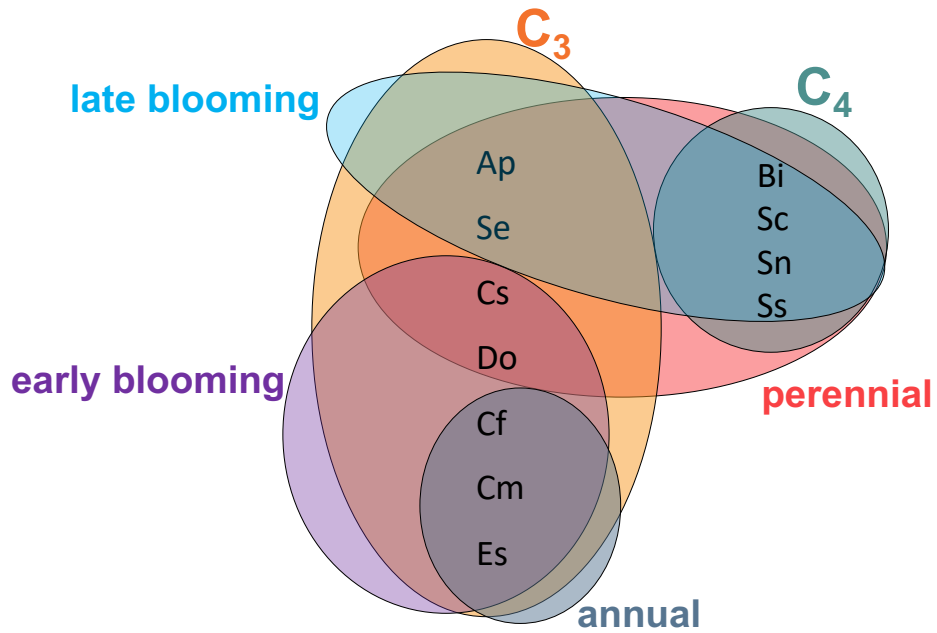 C₃
late blooming
C₄
Ap
Bi
Se
Sc
Sn
Cs
Ss
Do
early blooming
perennial
Cf
Cm
Es
annual